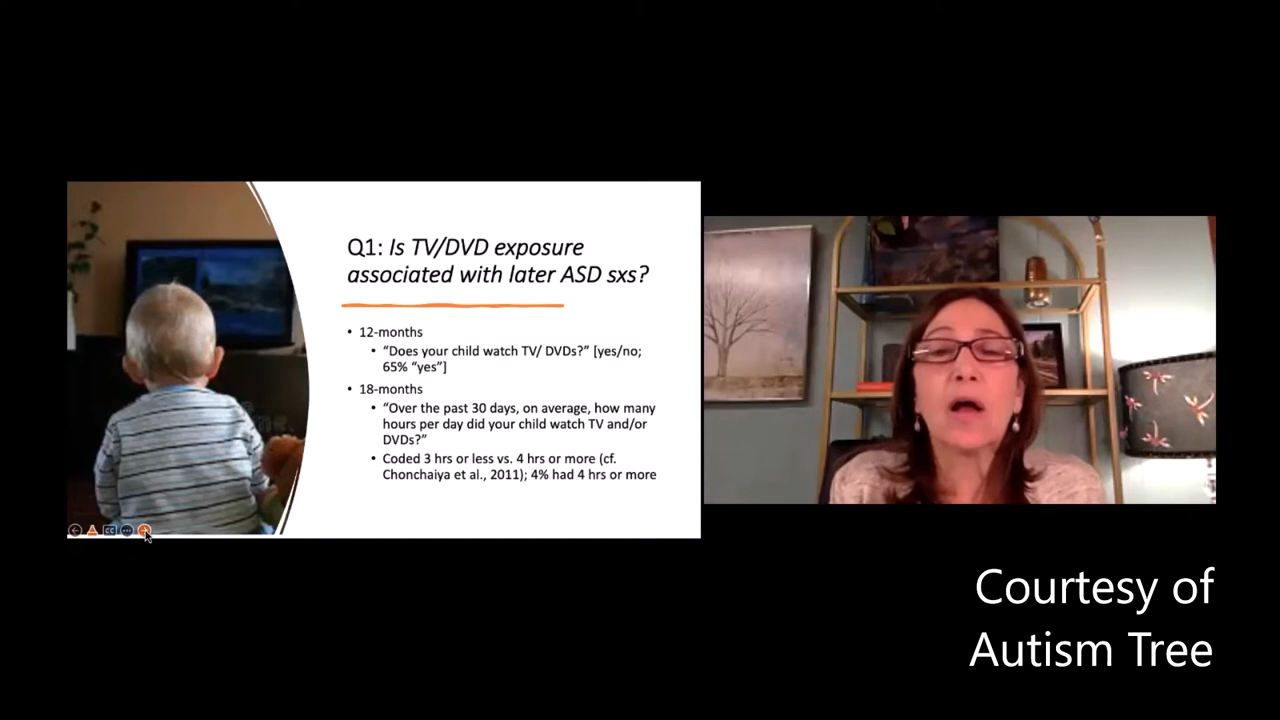 Q1: Is TV/DVD exposure
associated with later ASD sxs?
• 12-months
• “Does your child watch TV/ DVDs?” [yes/no;
65% “yes”]
• 18-months
• “Over the past 30 days, on average, how many
hours per day did your child watch TV and/or
DVDs?”
• Coded 3 hrs or less vs. 4 hrs or more (cf.
Chonchaiya et al., 2011); 4% had 4 hrs or more
CC
Courtesy of
Autism Tree